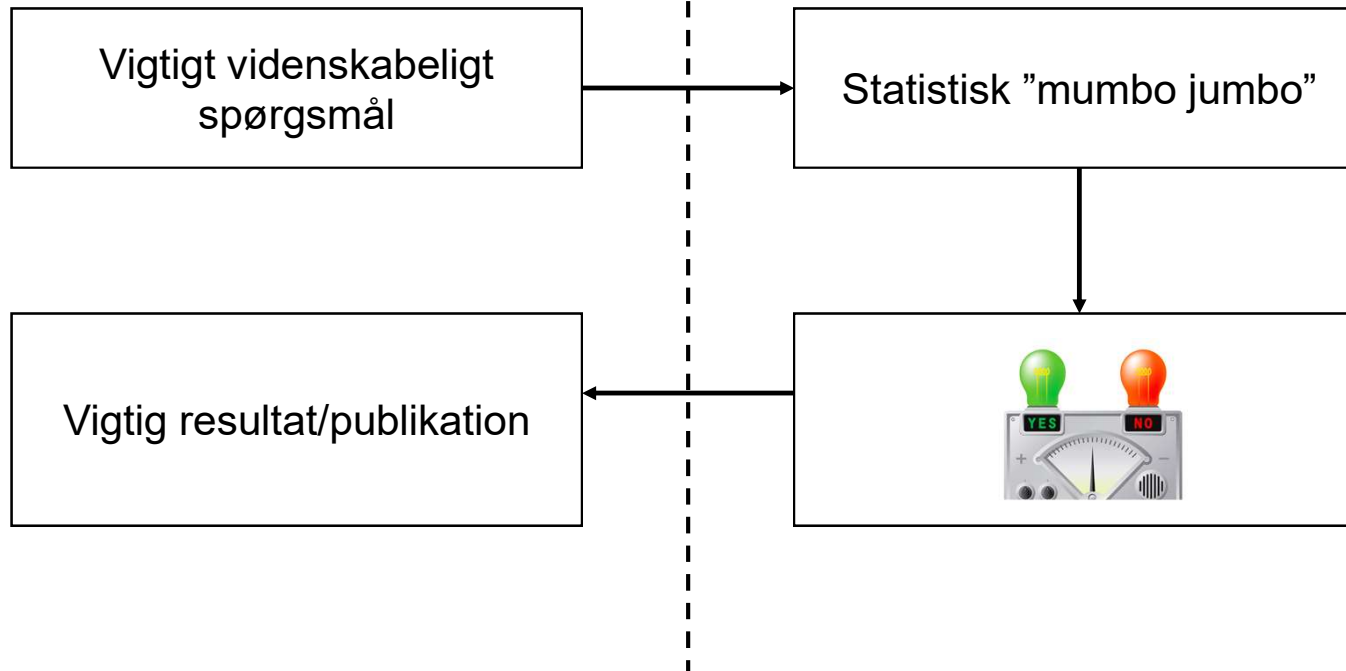 Vigtigt videnskabeligt
spørgsmål
Statistisk ”mumbo jumbo”
Vigtig resultat/publikation
YES
NO
+
−